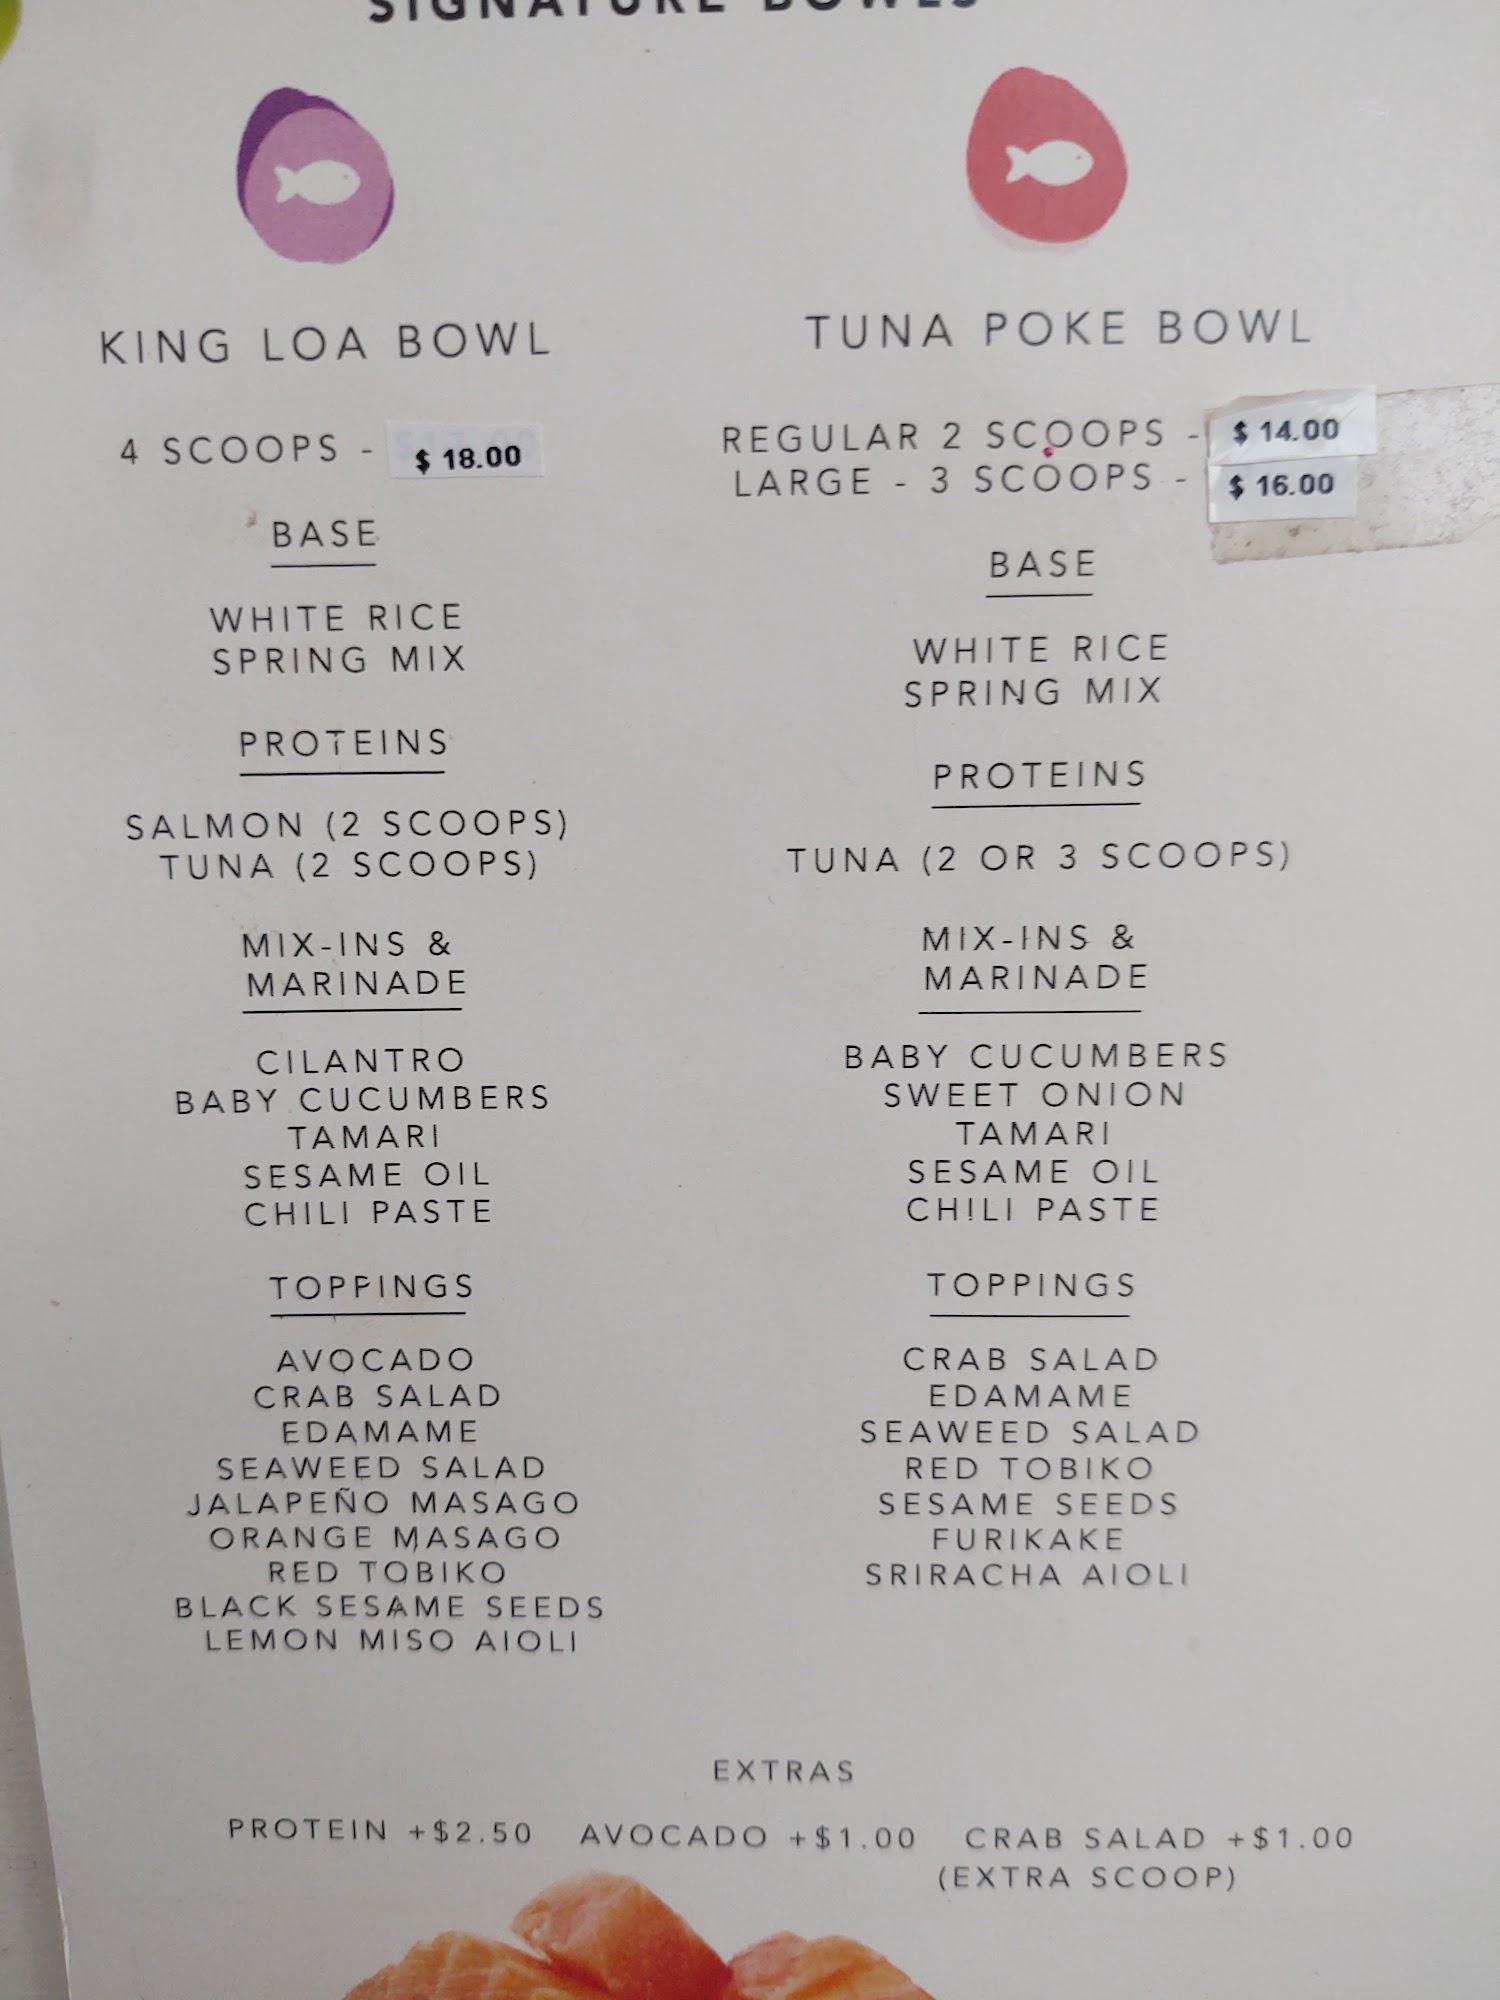 SIGNATURE BOWLS
KING LOA BOWL
4 SCOOPS - $ 18.00
BASE
WHITE RICE
SPRING MIX
PROTEINS
SALMON (2 SCOOPS)
TUNA (2 SCOOPS)
MIX-INS &
MARINADE
CILANTRO
BABY CUCUMBERS
TAMARI
SESAME OIL
CHILI PASTE
TOPPINGS
AVOCADO
CRAB SALAD
EDAMAME
SEAWEED SALAD
JALAPEÑO MASAGO
ORANGE MASAGO
RED TOBIKO
BLACK SESAME SEEDS
LEMON MISO AIOLI
TUNA POKE BOWL
REGULAR 2 SCOOPS - $ 14.00
LARGE - 3 SCOOPS - $ 16.00
BASE
WHITE RICE
SPRING MIX
PROTEINS
TUNA (2 OR 3 SCOOPS)
MIX-INS &
MARINADE
BABY CUCUMBERS
SWEET ONION
TAMARI
SESAME OIL
CHILI PASTE
TOPPINGS
CRAB SALAD
EDAMAME
SEAWEED SALAD
RED TOBIKO
SESAME SEEDS
FURIKAKE
SRIRACHA AIOLI
EXTRAS
PROTEIN +$2.50 AVOCADO +$1.00 CRAB SALAD +$1.00
(EXTRA SCOOP)